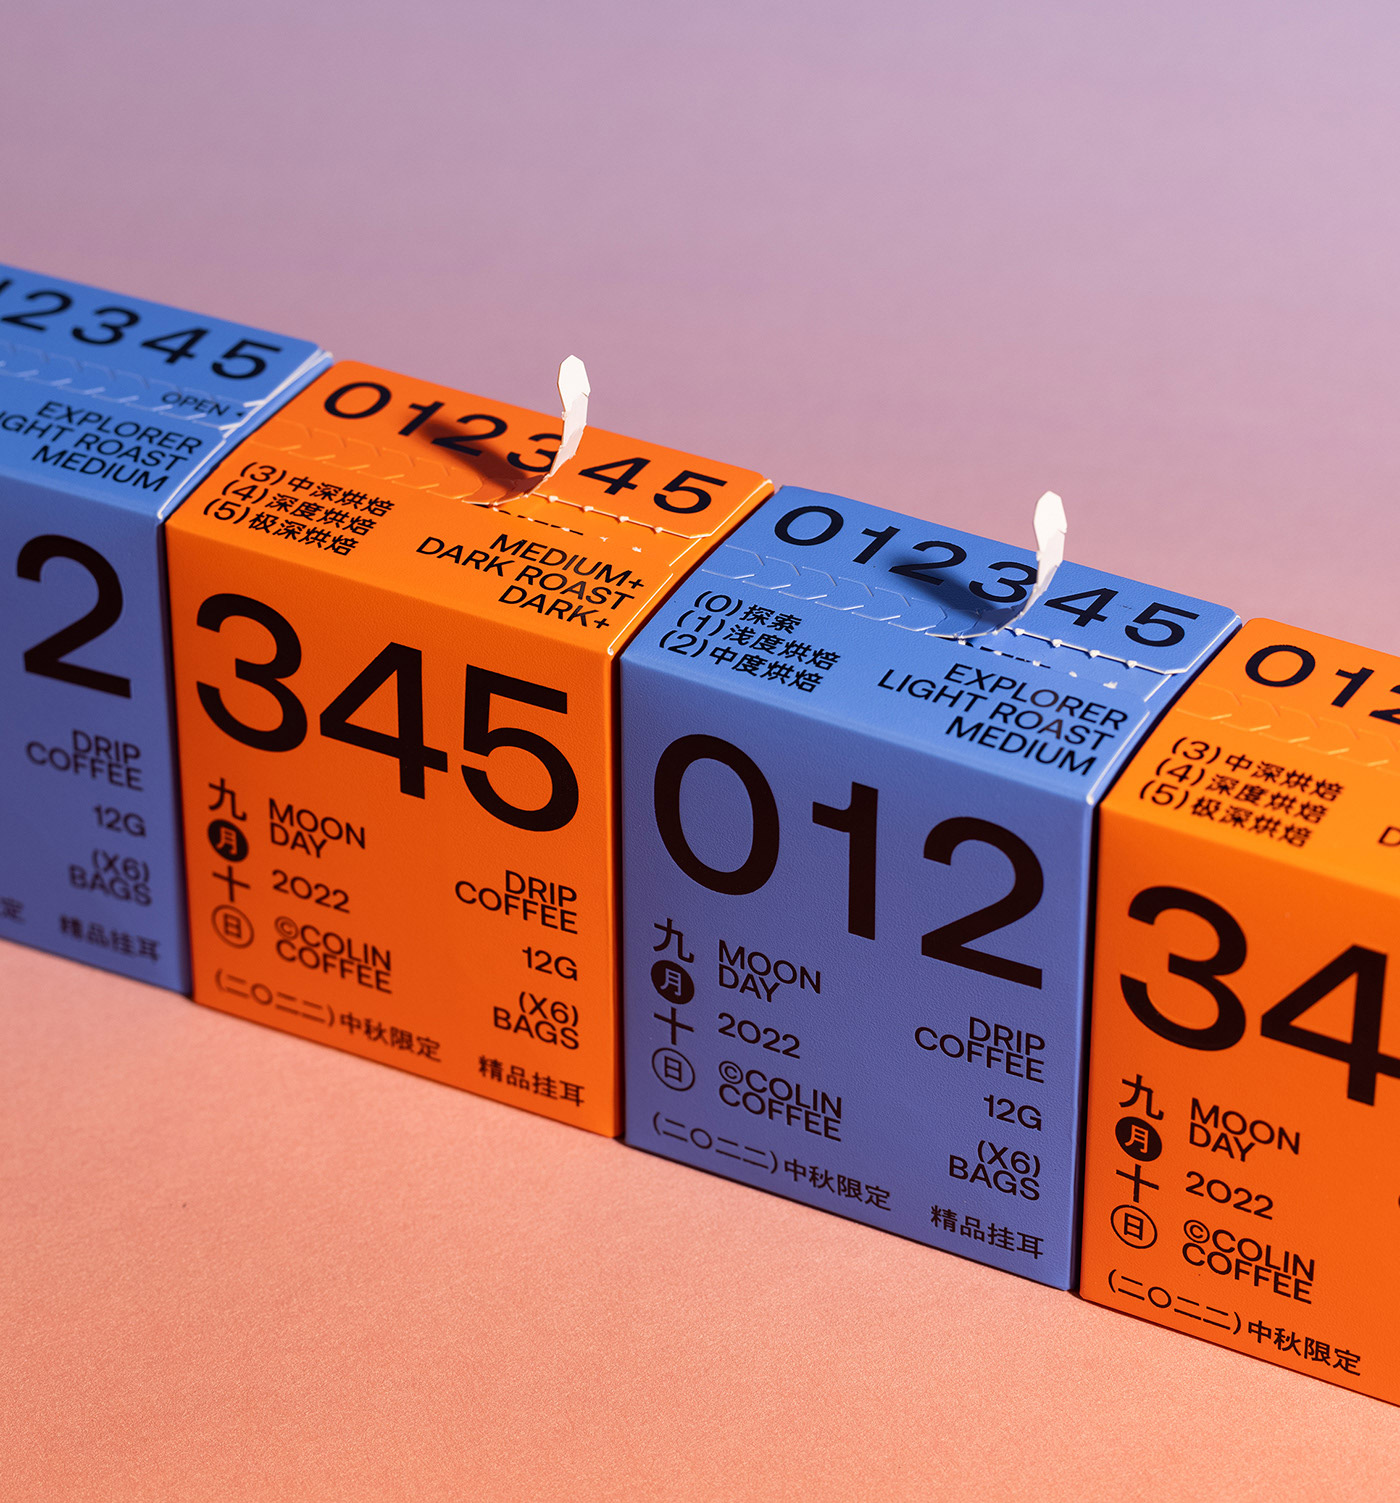 12345
OPEN
EXPLORER
LIGHT ROAST
MEDIUM
2
DRIP
COFFEE
12G
(X6)
BAGS
定
精品挂耳
012345
(3)中深烘焙
(4)深度烘焙
(5)极深烘焙
MEDIUM+
DARK ROAST
DARK+
345
九
月
十
日
MOON
DAY
2022
©COLIN
COFFEE
(二〇二二)中秋限定
DRIP
COFFEE
12G
(X6)
BAGS
精品挂耳
012345
(0)探索
(1)浅度烘焙
(2)中度烘焙
EXPLORER
LIGHT ROAST
MEDIUM
012
九
月
十
日
MOON
DAY
2022
©COLIN
COFFEE
(二〇二二)中秋限定
DRIP
COFFEE
12G
(X6)
BAGS
精品挂耳
012
(3)中深烘焙
(4)深度烘焙
(5)极深烘焙
D
34
九
月
十
日
MOON
DAY
2022
©COLIN
COFFEE
(二〇二二)中秋限定